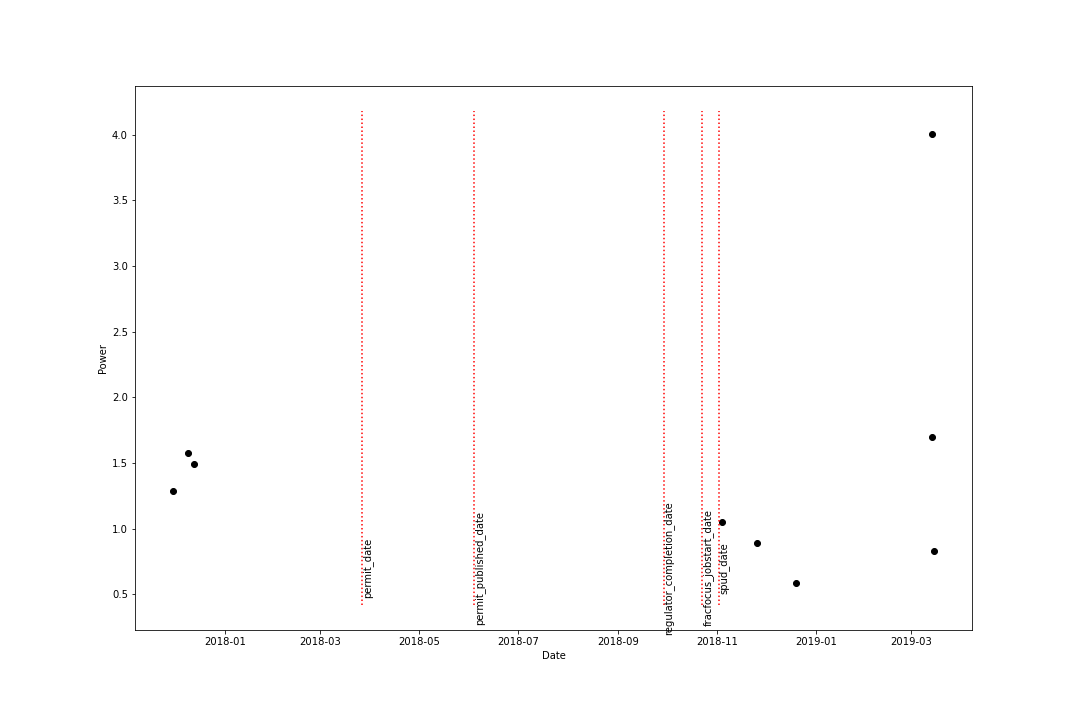 4.0
3.5
3.0
2.5
2.0
1.5
1.0
0.5
Power
permit_date
permit_published_date
regulator_completion_date
fracfocus_jobstart_date
spud_date
2018-01
2018-03
2018-05
2018-07
2018-09
2018-11
2019-01
2019-03
Date